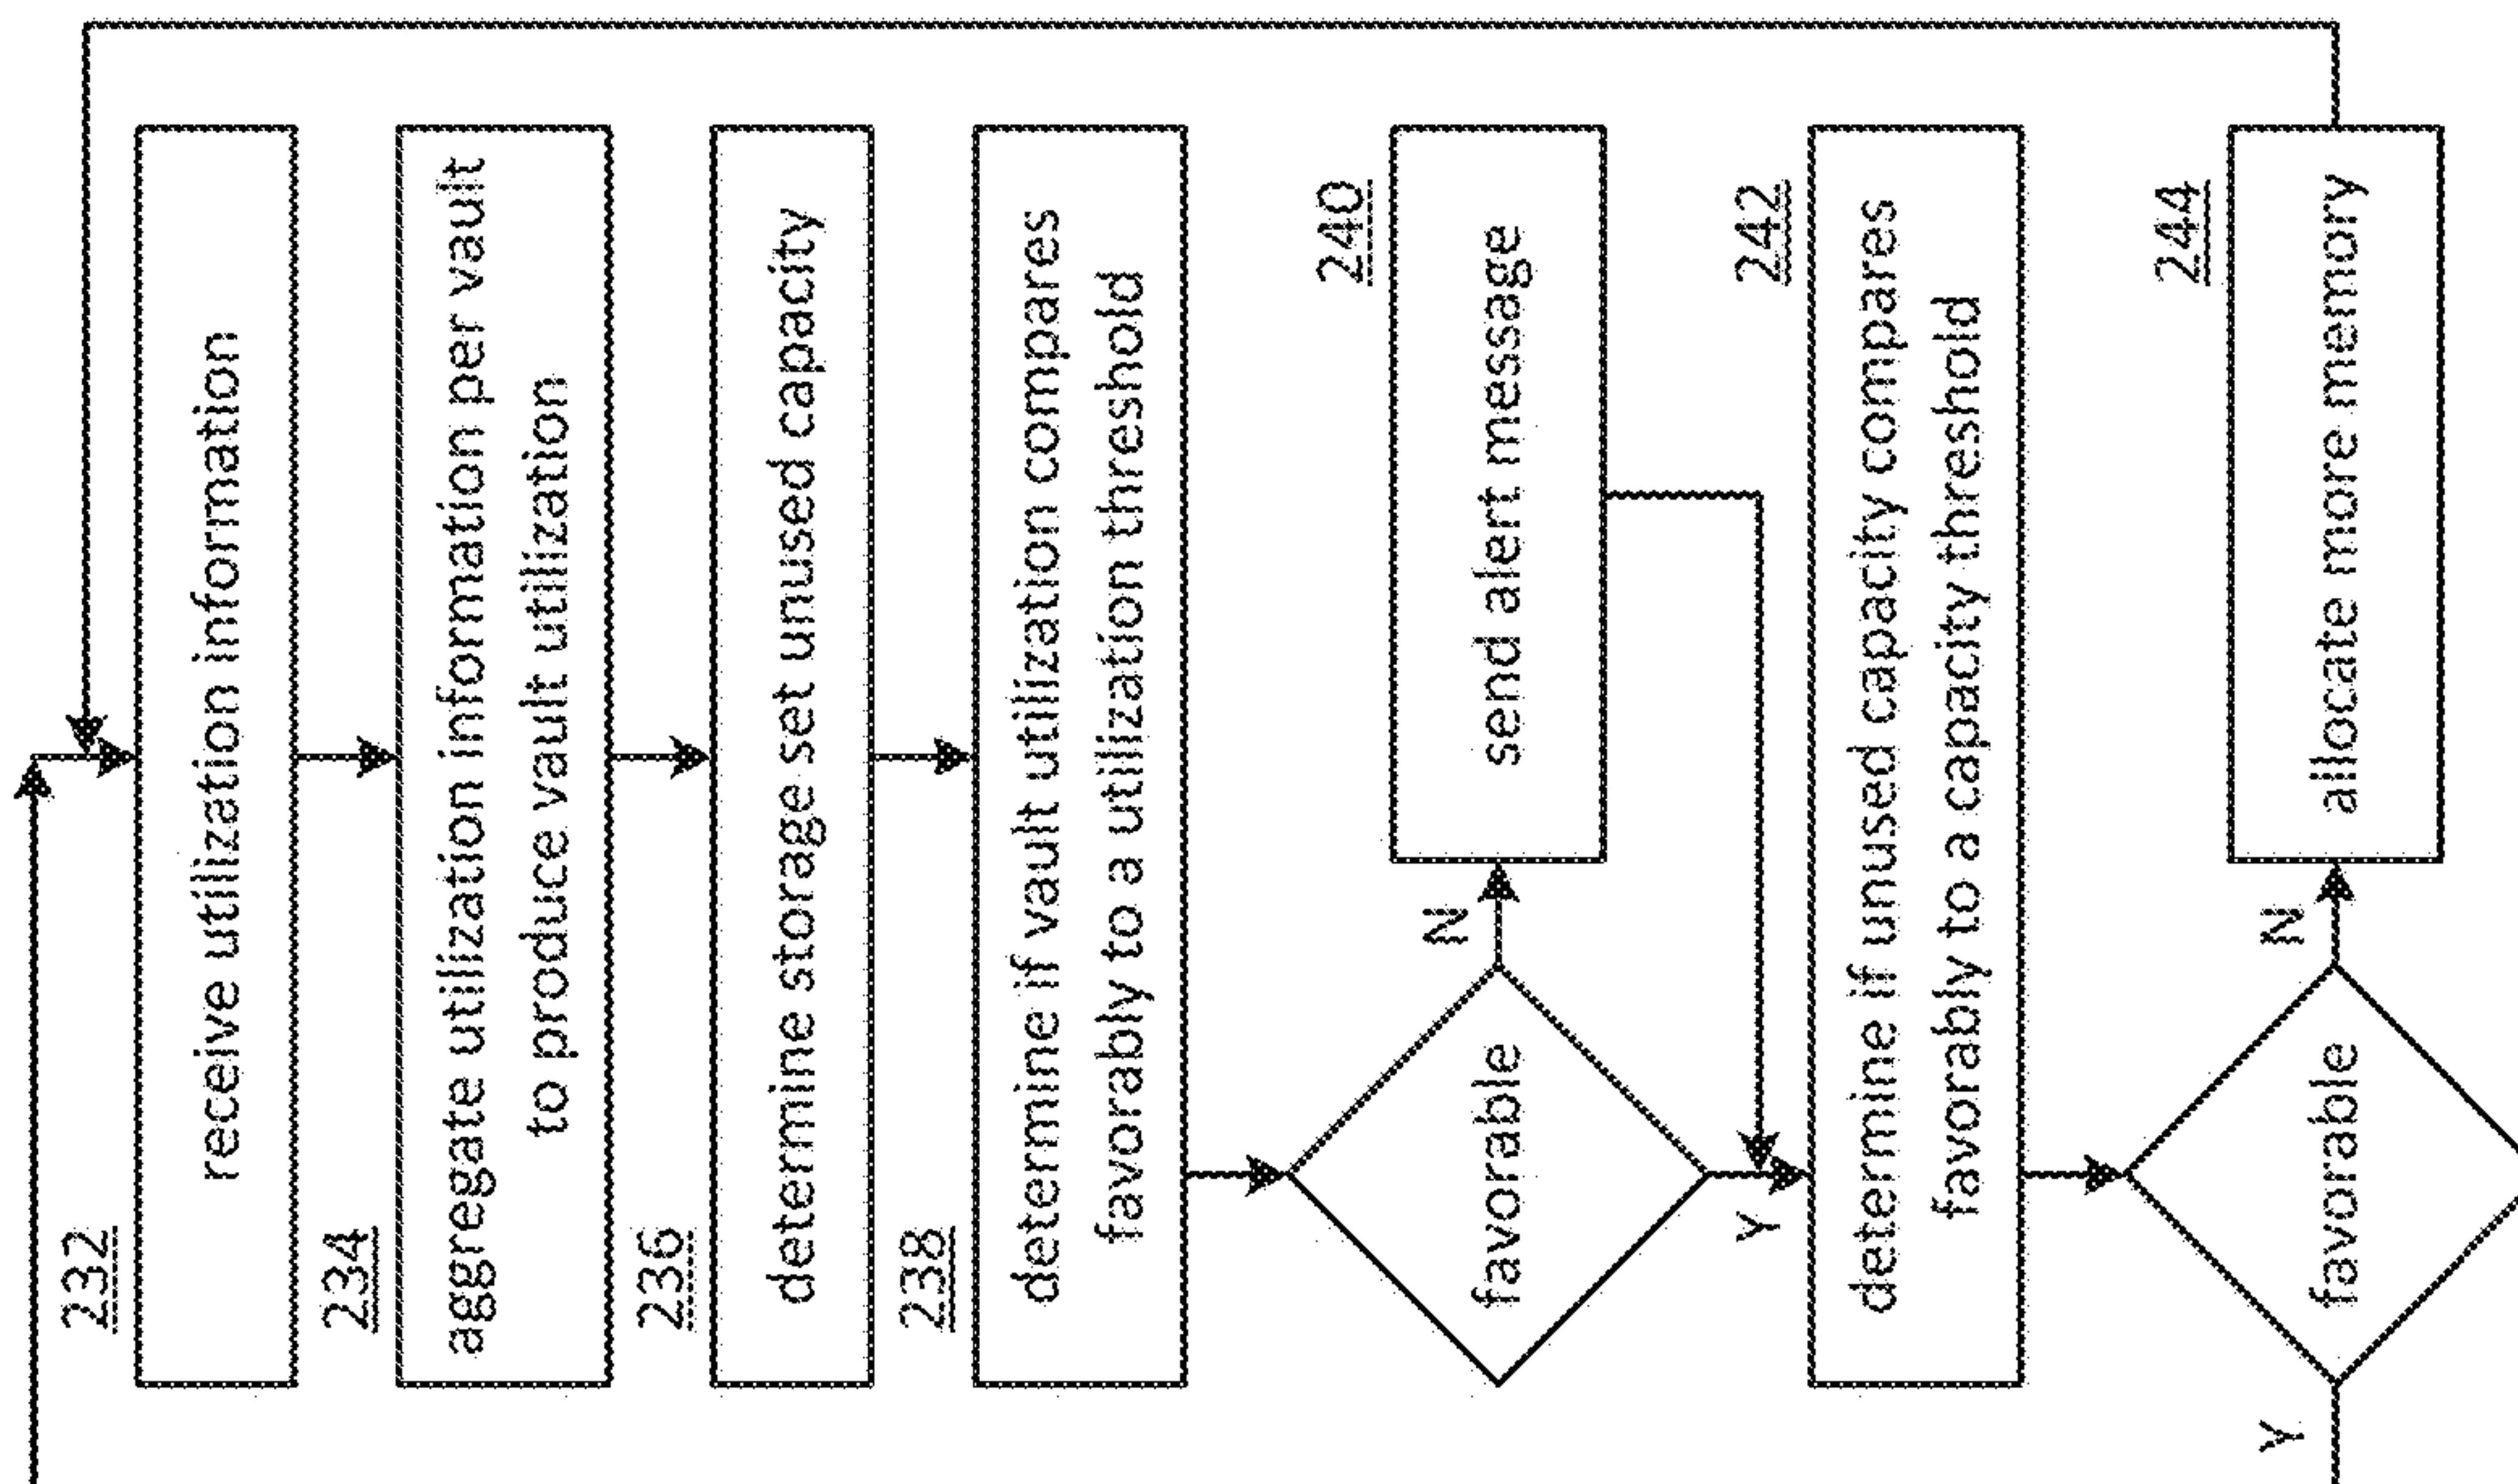 232
receive utilization information
234
aggregate utilization information per vault
to produce vault utilization
236
determine storage set unused capacity
238
determine if vault utilization compares
favorably to a utilization threshold
favorable
N
240
send alert message
Y
242
determine if unused capacity compares
favorably to a capacity threshold
Y
favorable
N
244
allocate more memory